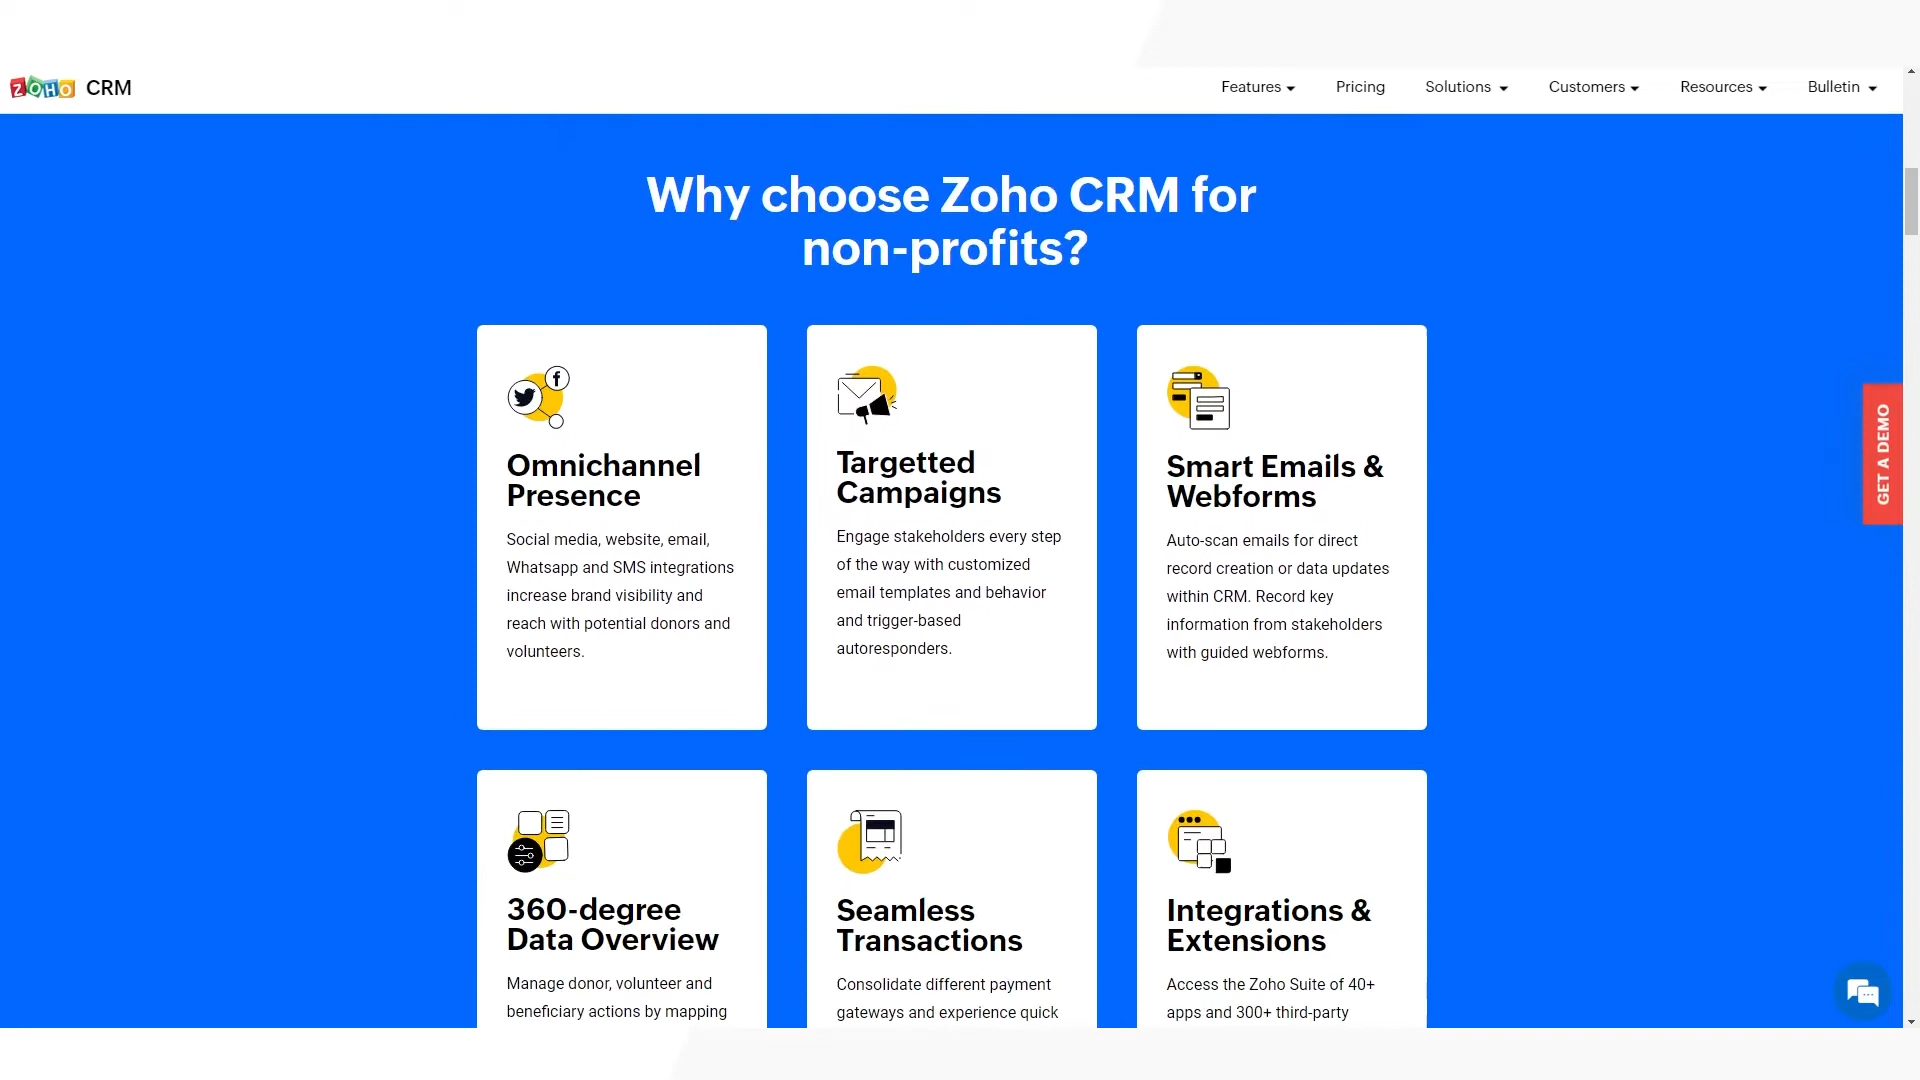 ZOHO CRM
Features
Pricing
Solutions
Customers
Resources
Bulletin
Why choose Zoho CRM for
non-profits?
Omnichannel
Presence
Social media, website, email,
Whatsapp and SMS integrations
increase brand visibility and
reach with potential donors and
volunteers.
Targetted
Campaigns
Engage stakeholders every step
of the way with customized
email templates and behavior
and trigger-based
autoresponders.
Smart Emails &
Webforms
Auto-scan emails for direct
record creation or data updates
within CRM. Record key
information from stakeholders
with guided webforms.
GET A DEMO
360-degree
Data Overview
Manage donor, volunteer and
beneficiary actions by mapping
Seamless
Transactions
Consolidate different payment
gateways and experience quick
Integrations &
Extensions
Access the Zoho Suite of 40+
apps and 300+ third-party